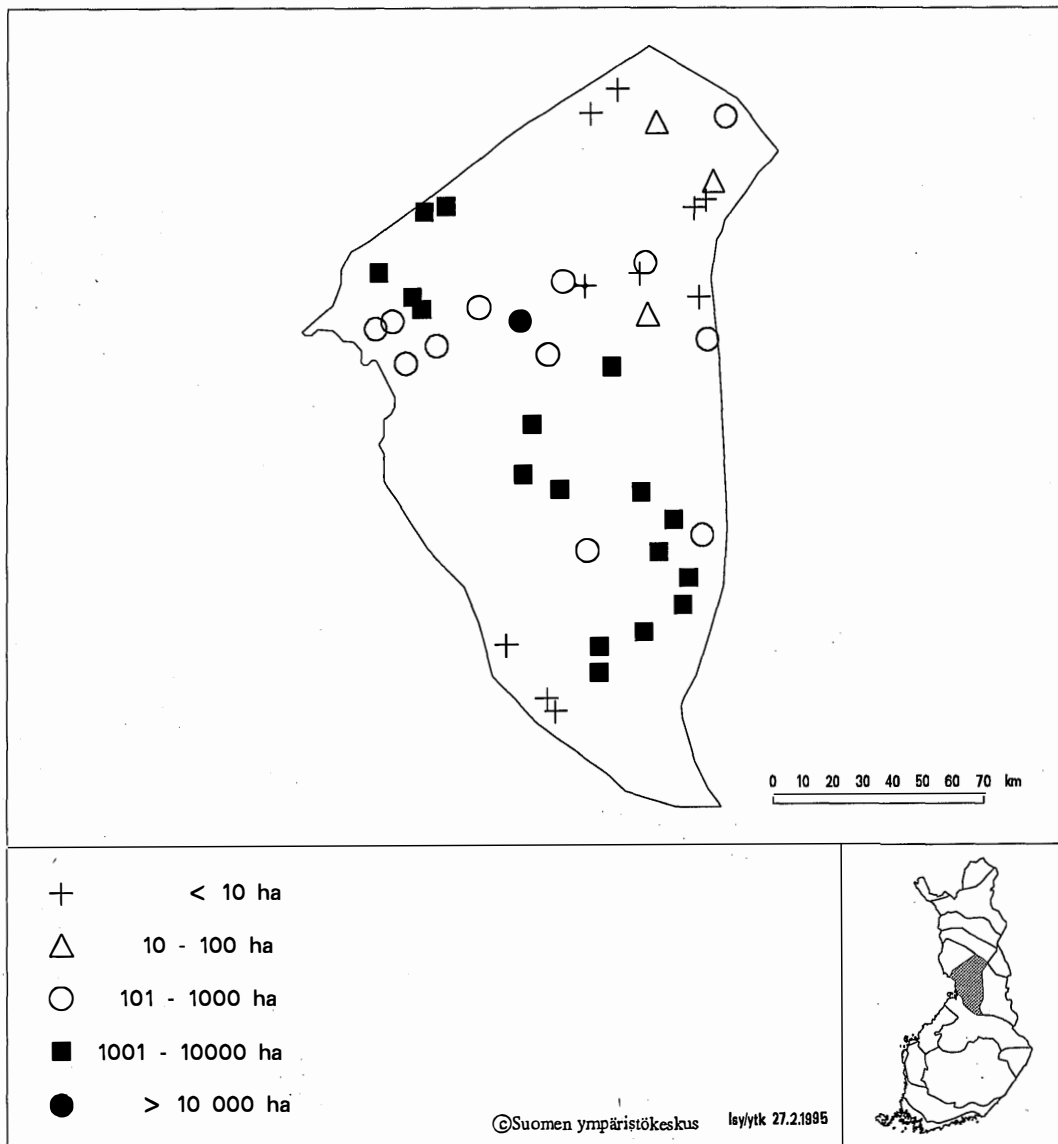 0 10 20 30 40 50 60 70 km
< 10 ha
10 - 100 ha
101 - 1000 ha
1001 - 10000 ha
> 10 000 ha
©Suomen ympäristökeskus lsy/ytk 27.2.1995